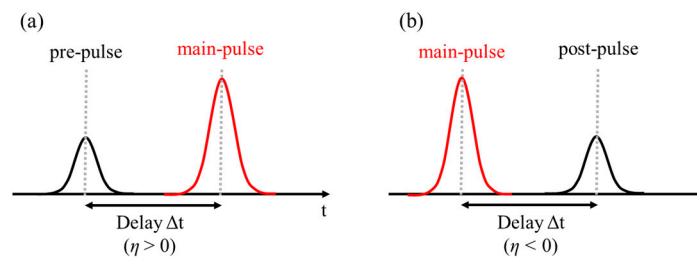 (a)
pre-pulse
main-pulse
t
Delay Δt
(η > 0)
(b)
main-pulse
post-pulse
Delay Δt
(η < 0)